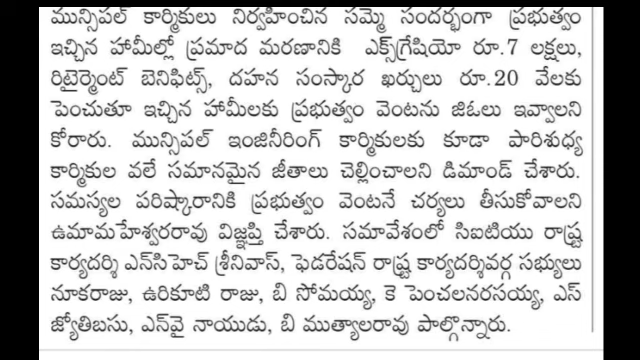 మున్సిపల్ కార్మికులు నిర్వహించిన సమ్మె సందర్భంగా ప్రభుత్వం
ఇచ్చిన హామీల్లో ప్రమాద మరణానికి ఎక్స్‌గ్రేషియో రూ.7 లక్షలు,
రిటైర్మెంట్ బెనిఫిట్స్, దహన సంస్కార ఖర్చులు రూ.20 వేలకు
పెంచుతూ ఇచ్చిన హామీలకు ప్రభుత్వం వెంటను జిఓలు ఇవ్వాలని
కోరారు. మున్సిపల్ ఇంజినీరింగ్ కార్మికులకు కూడా పారిశుధ్య
కార్మికుల వలే సమానమైన జీతాలు చెల్లించాలని డిమాండ్ చేశారు.
సమస్యల పరిష్కారానికి ప్రభుత్వం వెంటనే చర్యలు తీసుకోవాలని
ఉమామహేశ్వరరావు విజ్ఞప్తి చేశారు. సమావేశంలో సిఐటియు రాష్ట్ర
కార్యదర్శి ఎన్‌సిహెచ్ శ్రీనివాస్, ఫెడరేషన్ రాష్ట్ర కార్యదర్శివర్గ సభ్యులు
నూకరాజు, ఉరికూటి రాజు, బి సోమయ్య, కె పెంచలనరసయ్య, ఎస్
జ్యోతిబసు, ఎన్‌వై నాయుడు, బి ముత్యాలరావు పాల్గొన్నారు.